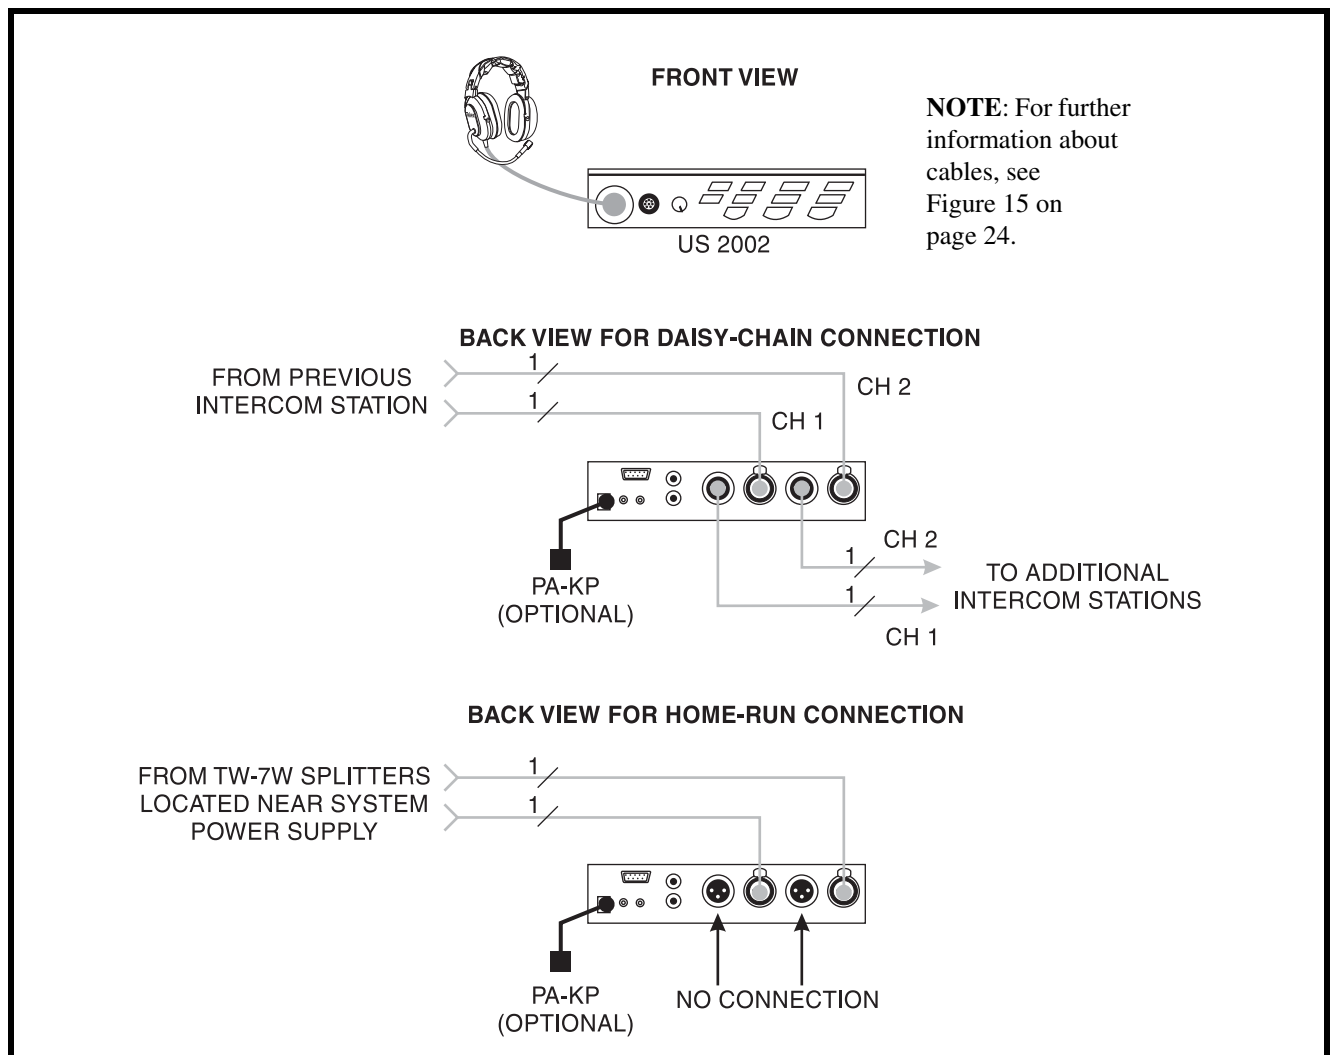 FRONT VIEW
NOTE: For further
information about
cables, see
Figure 15 on
page 24.
US 2002
BACK VIEW FOR DAISY-CHAIN CONNECTION
FROM PREVIOUS
INTERCOM STATION
1
1
CH 2
CH 1
PA-KP
(OPTIONAL)
1
1
CH 2
CH 1
TO ADDITIONAL
INTERCOM STATIONS
BACK VIEW FOR HOME-RUN CONNECTION
FROM TW-7W SPLITTERS
LOCATED NEAR SYSTEM
POWER SUPPLY
1
1
PA-KP
(OPTIONAL)
NO CONNECTION